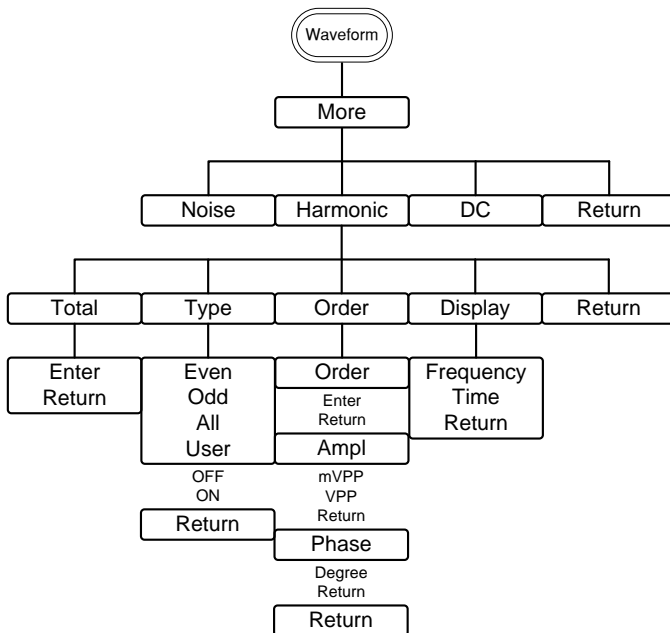 Waveform
More
Noise
Harmonic
DC
Return
Total
Type
Order
Display
Return
Enter
Return
Even
Odd
All
User
OFF
ON
Return
Order
Enter
Return
Ampl
mVPP
VPP
Return
Phase
Degree
Return
Return
Frequency
Time
Return